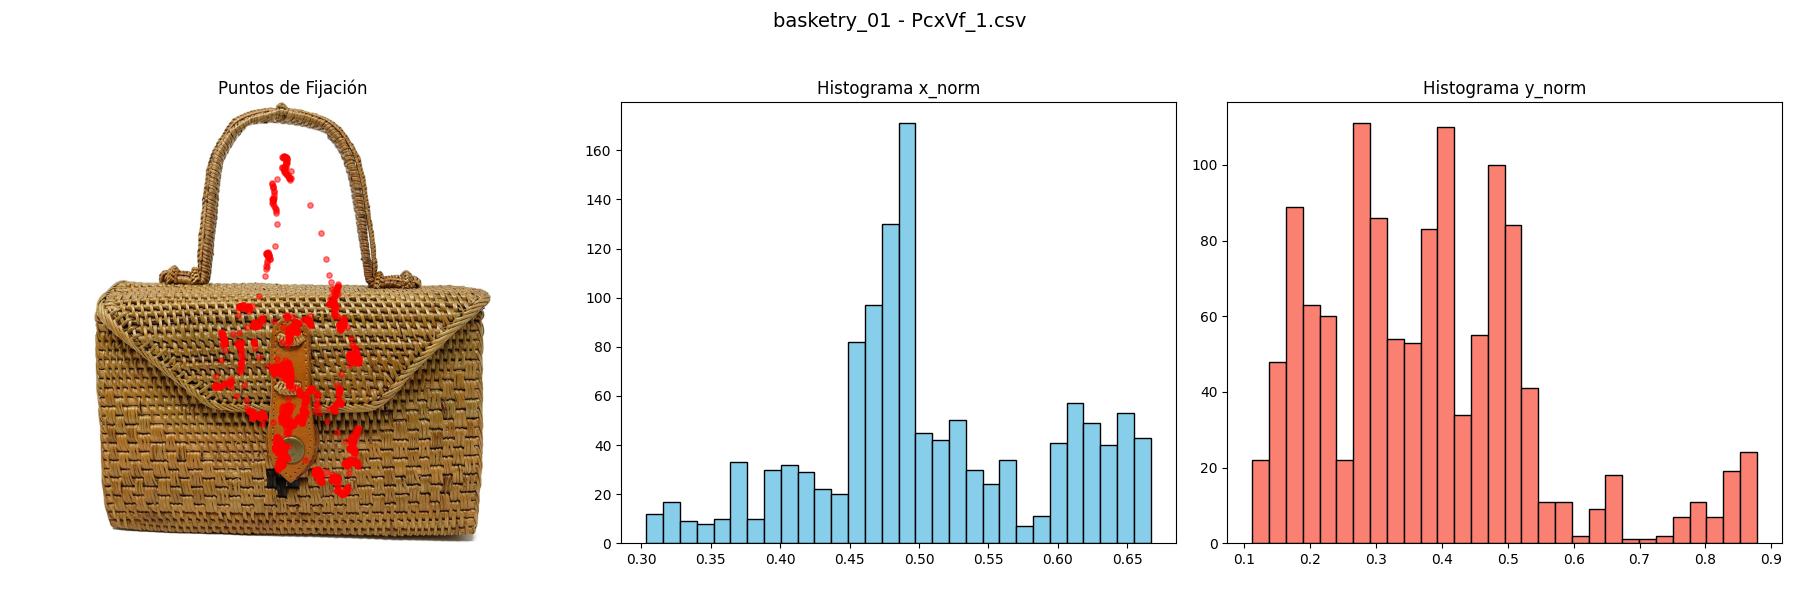 basketry_01 - PcxVf_1.csv
Puntos de Fijación
Histograma x_norm
160
140
120
100
80
60
40
20
0
0.30 0.35 0.40 0.45 0.50 0.55 0.60 0.65
Histograma y_norm
100
80
60
40
20
0
0.1 0.2 0.3 0.4 0.5 0.6 0.7 0.8 0.9